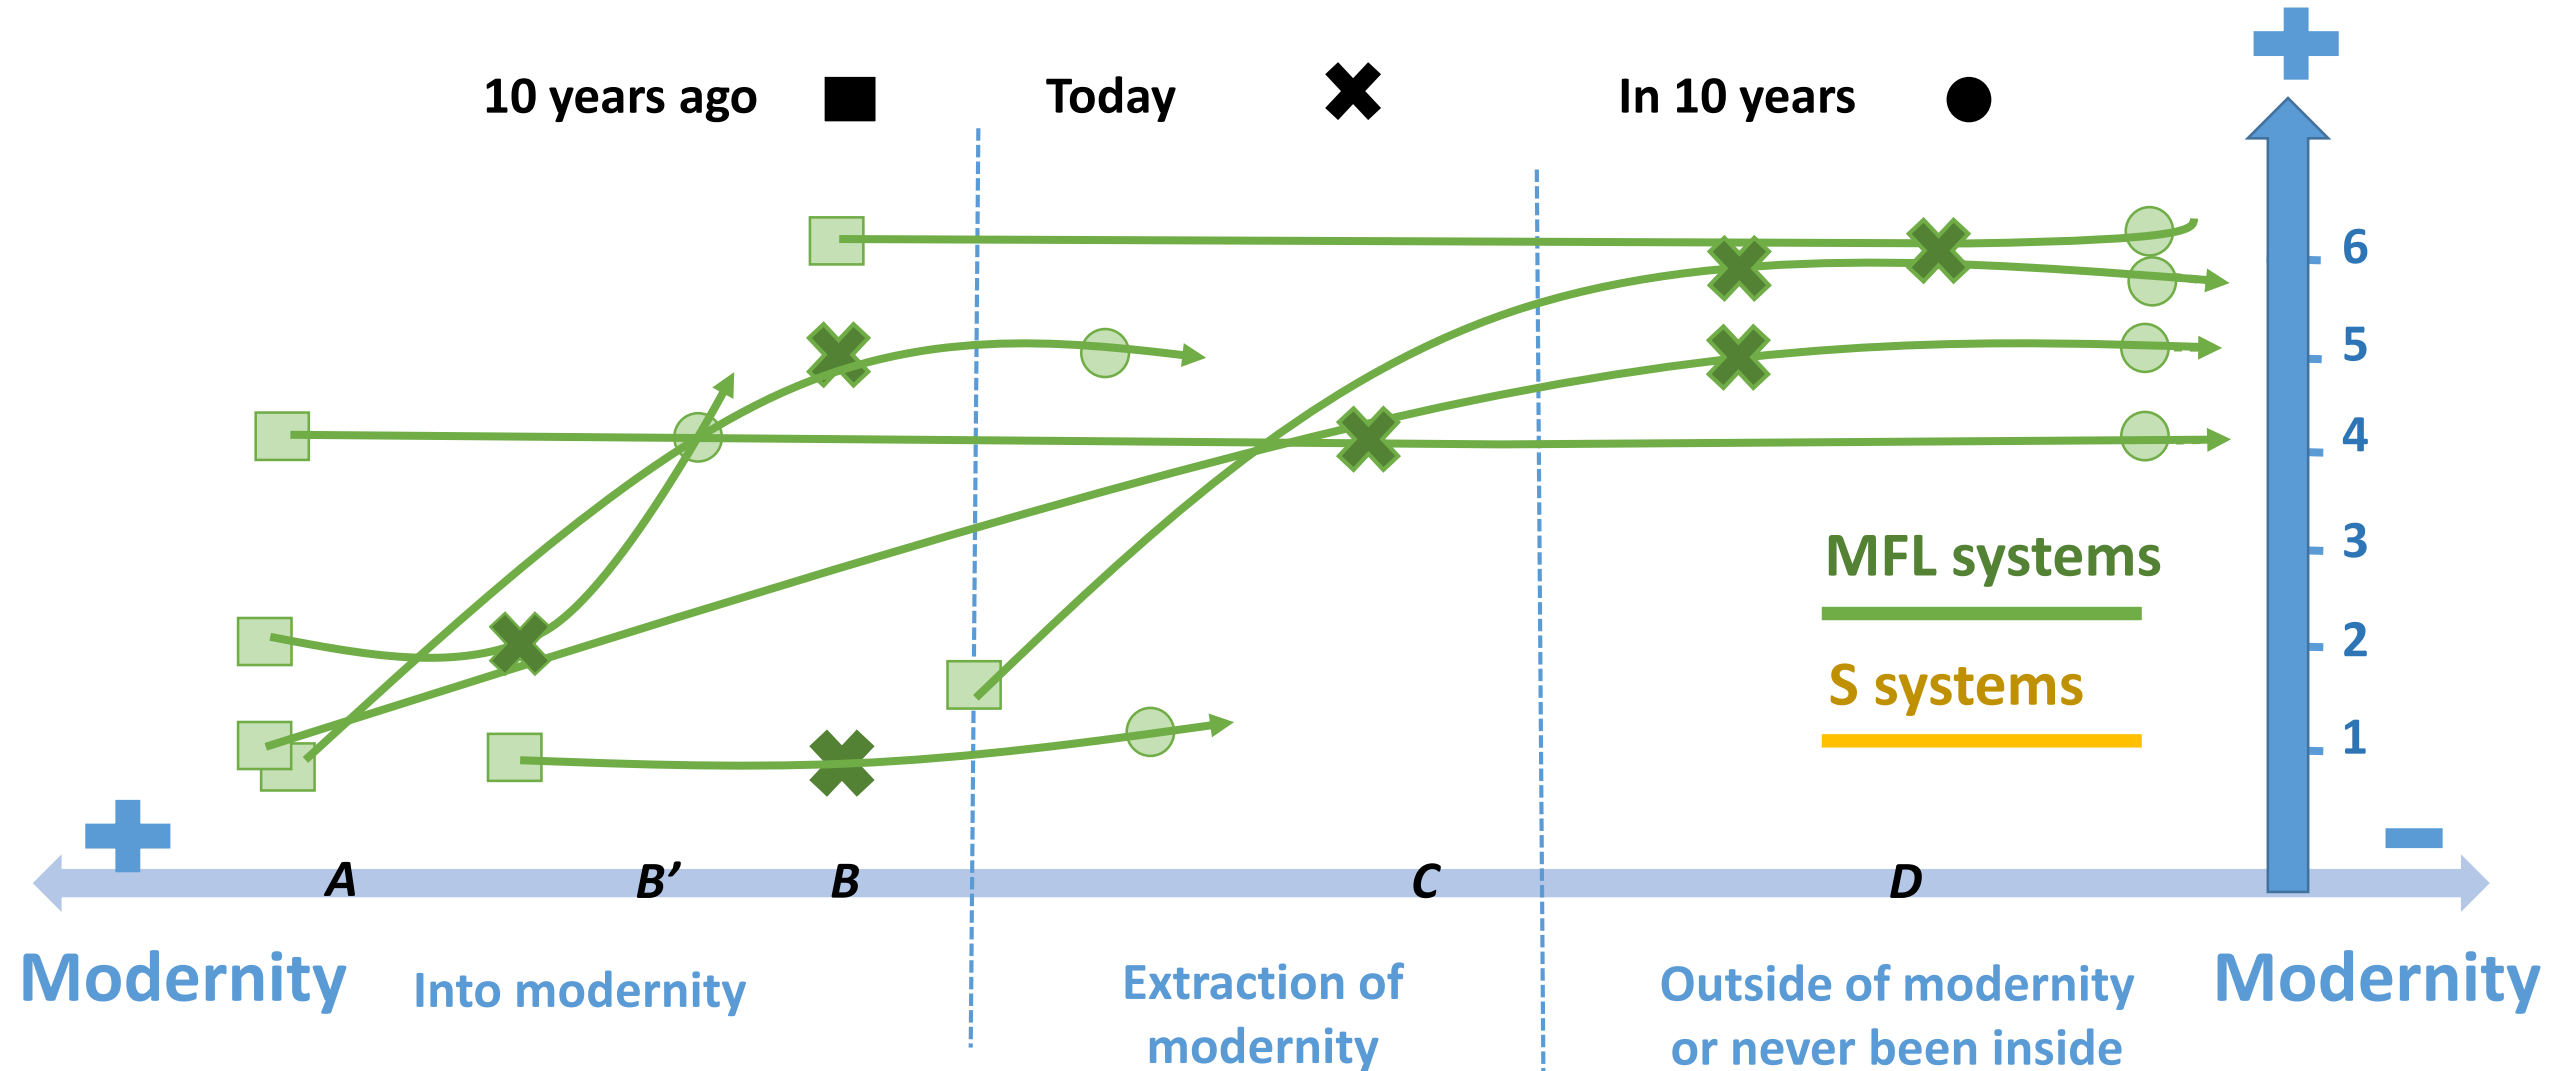 10 years ago
Today
In 10 years
6
5
4
3
2
1
MFL systems
S systems
A
B’
B
C
D
Modernity
Into modernity
Extraction of
modernity
Outside of modernity
or never been inside
Modernity